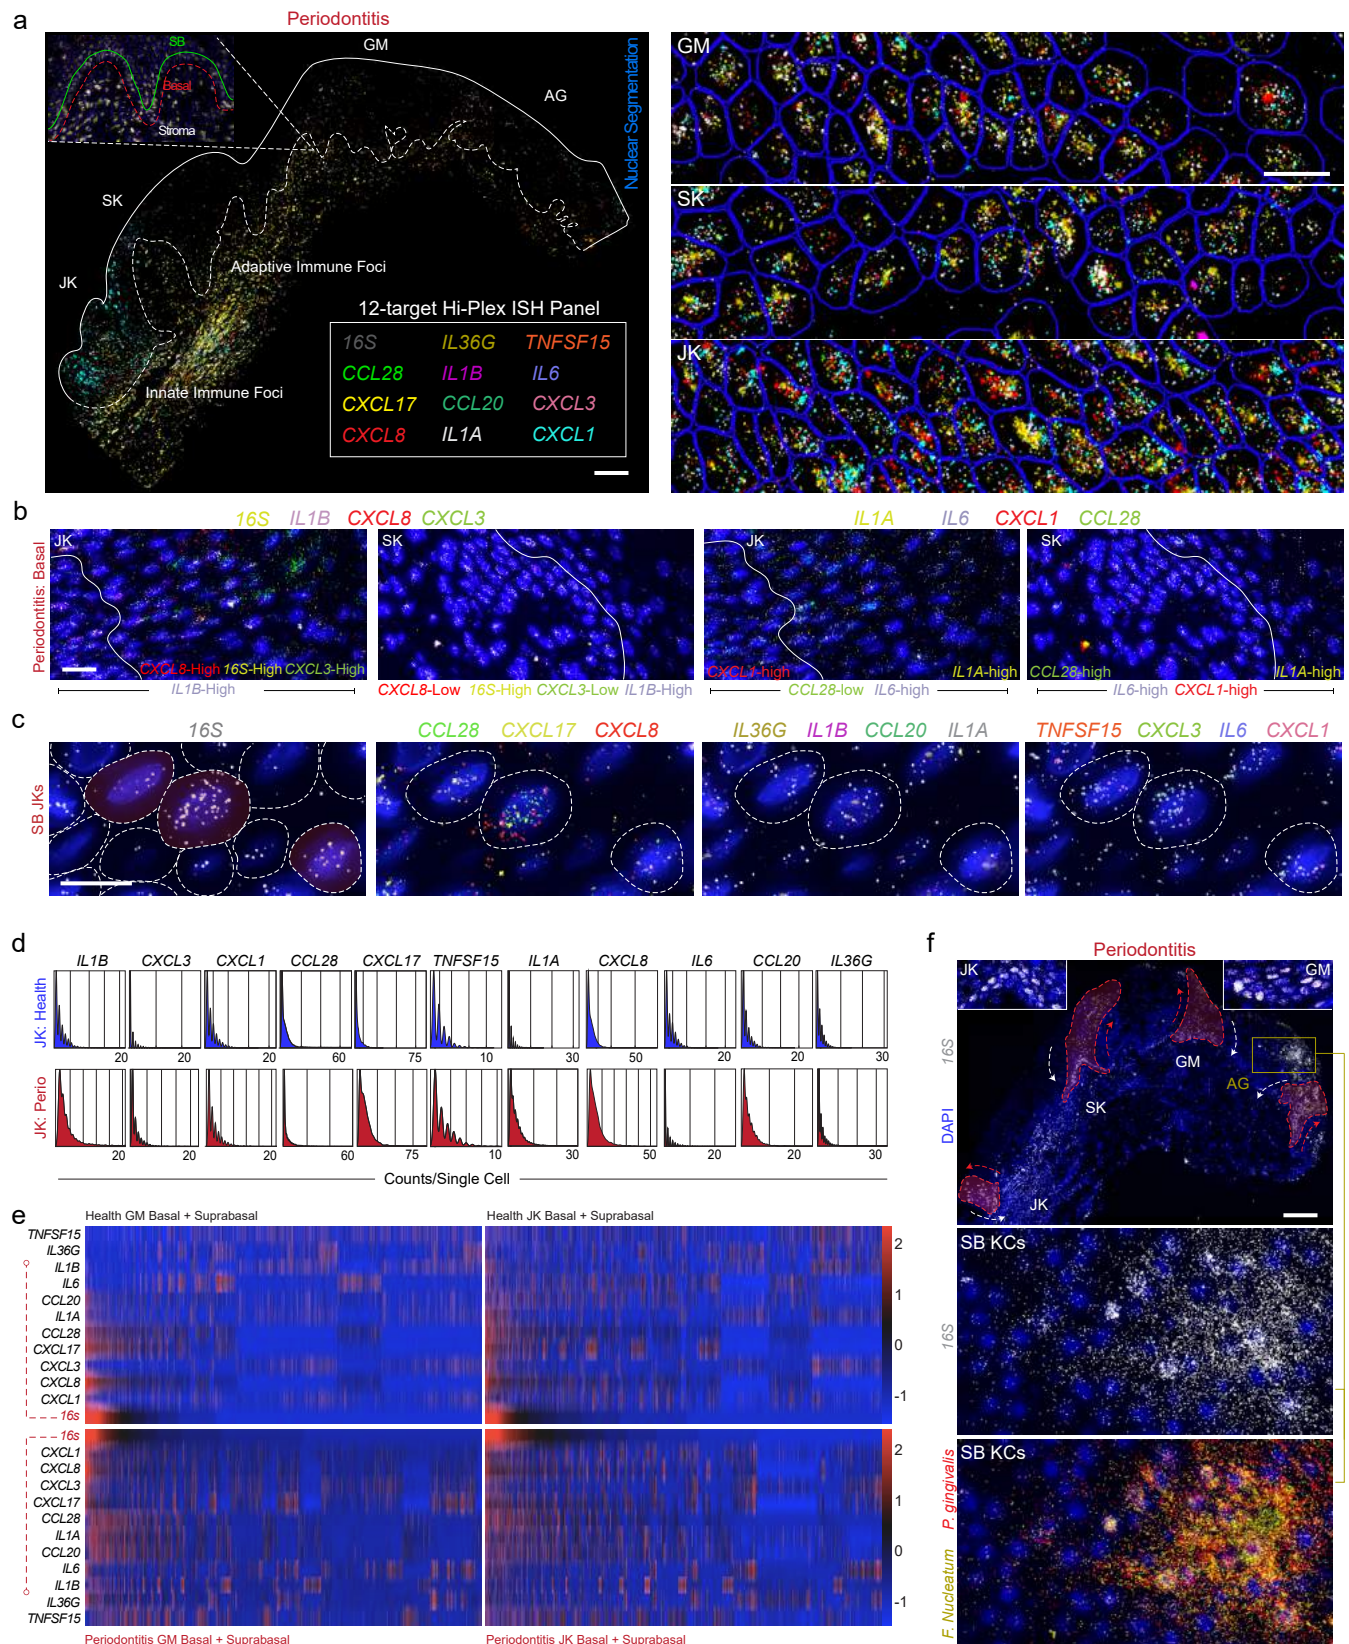 a
Periodontitis
SB
Basal
Stroma
GM
AG
SK
JK
Nuclear Segmentation
Adaptive Immune Foci
Innate Immune Foci
12-target Hi-Plex ISH Panel
16S IL36G TNFSF15
CCL28 IL1B IL6
CXCL17 CCL20 CXCL3
CXCL8 IL1A CXCL1
GM
SK
JK
b
16S IL1B CXCL8 CXCL3
IL1A IL6 CXCL1 CCL28
Periodontitis: Basal
JK
SK
JK
SK
CXCL8-High 16S-High CXCL3-High
IL1B-High
CXCL8-Low 16S-High CXCL3-Low IL1B-High
CXCL1-high
IL1A-high
CCL28-low IL6-high
CCL28-high
IL1A-high
IL6-high CXCL1-high
c
16S
CCL28 CXCL17 CXCL8
IL36G IL1B CCL20 IL1A
TNFSF15 CXCL3 IL6 CXCL1
SB JKs
d
IL1B CXCL3 CXCL1 CCL28 CXCL17 TNFSF15 IL1A CXCL8 IL6 CCL20 IL36G
JK: Health
20 20 20 60 75 10 30 50 20 20 30
JK: Perio
20 20 20 60 75 10 30 50 20 20 30
Counts/Single Cell
e
Health GM Basal + Suprabasal
Health JK Basal + Suprabasal
TNFSF15
IL36G
IL1B
IL6
CCL20
IL1A
CCL28
CXCL17
CXCL3
CXCL8
CXCL1
16s
2
1
0
-1
16s
CXCL1
CXCL8
CXCL3
CXCL17
CCL28
IL1A
CCL20
IL6
IL1B
IL36G
TNFSF15
2
1
0
-1
Periodontitis GM Basal + Suprabasal
Periodontitis JK Basal + Suprabasal
f
Periodontitis
JK
GM
16S
DAPI
GM
AG
SK
JK
SB KCs
16S
SB KCs
F. Nucleatum P. gingivalis